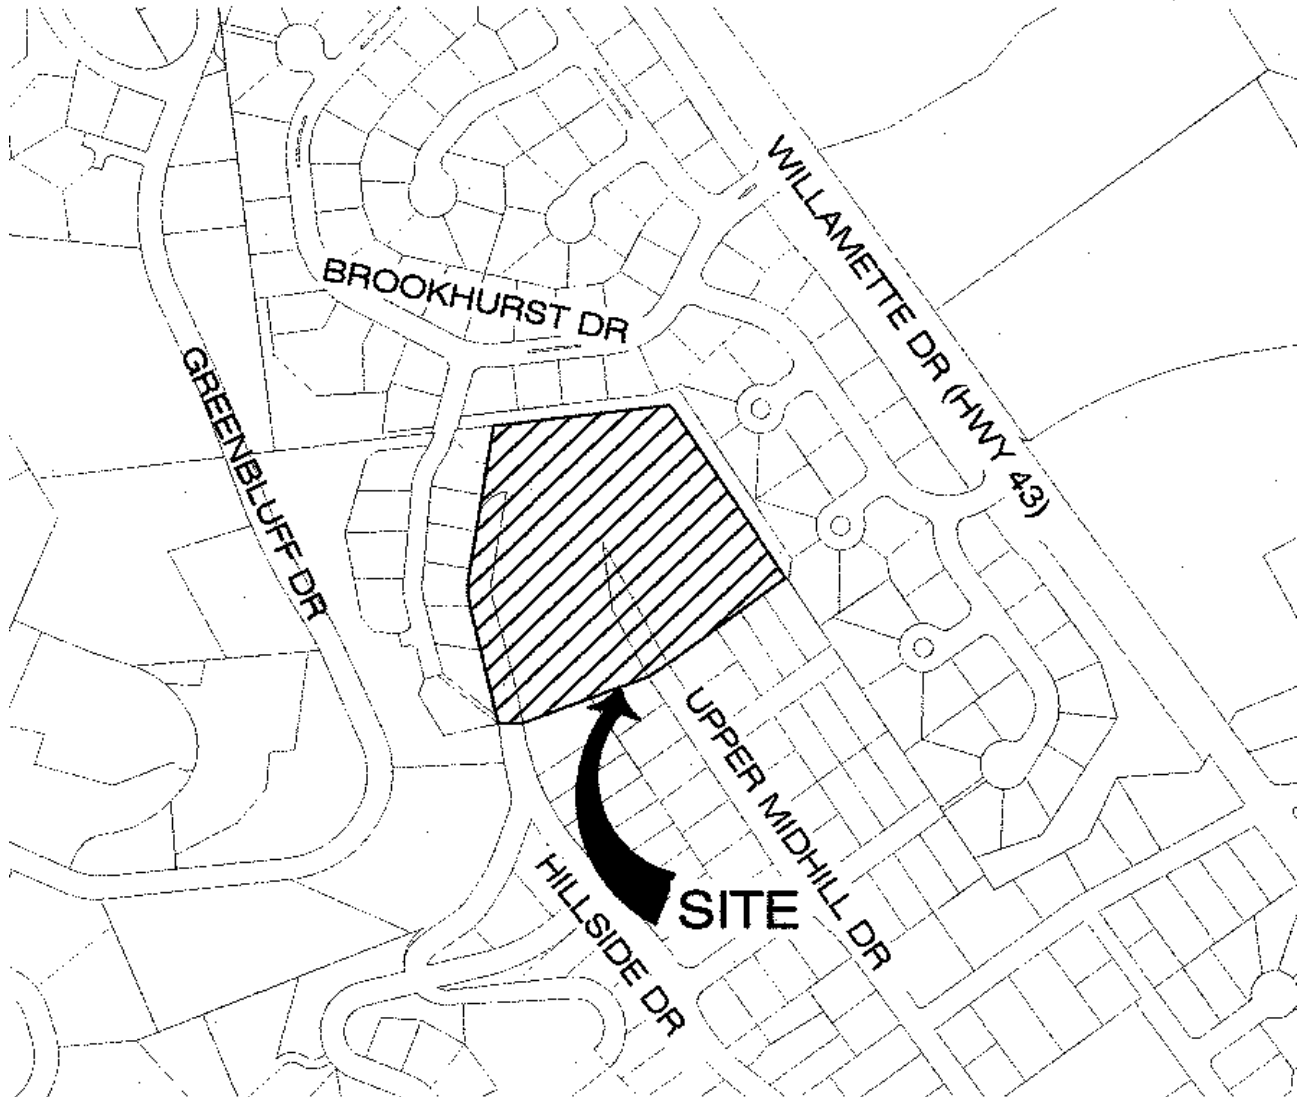 WILLAMETTE DR (HWY 43)
BROOKHURST DR
GREENBLUFF DR
UPPER MIDHILL DR
HILLSIDE DR
SITE